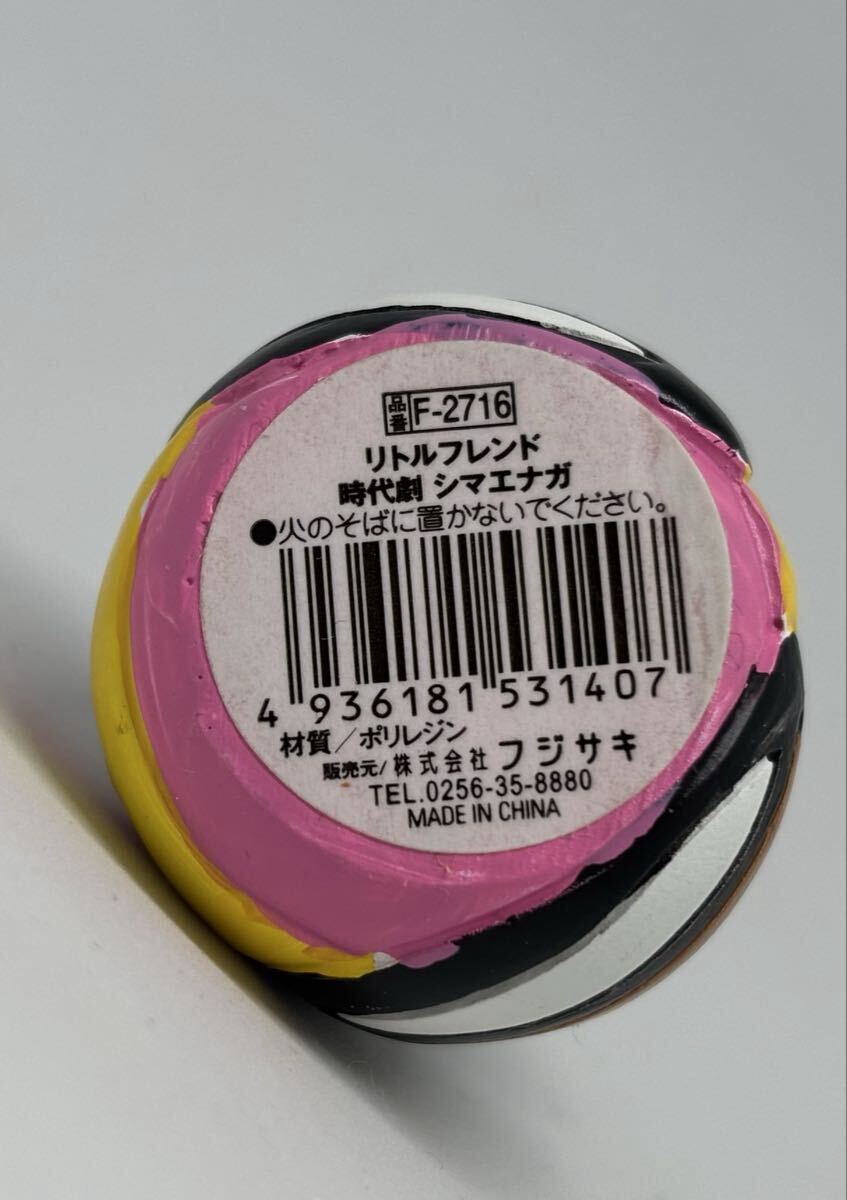 品番 F-2716
リトルフレンド
時代劇 シマエナガ
●火のそばに置かないでください。
4 936181 531407
材質/ポリレジン
販売元/株式会社 フジサキ
TEL.0256-35-8880
MADE IN CHINA